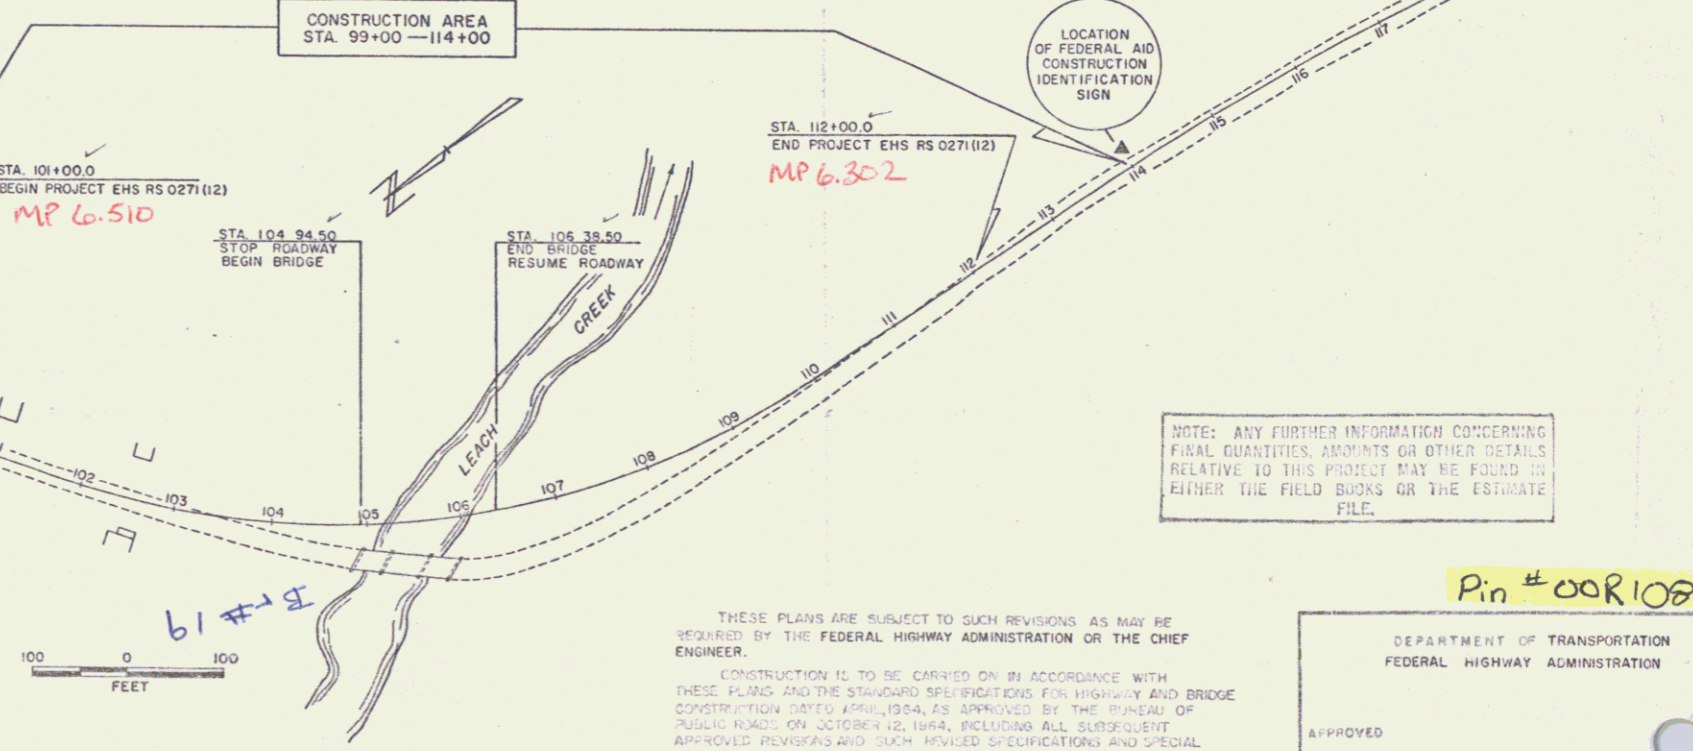 CONSTRUCTION AREA
STA. 99+00 — 114+00
LOCATION
OF FEDERAL AID
CONSTRUCTION
IDENTIFICATION
SIGN
STA. 101+00.0
BEGIN PROJECT EHS RS 0271(12)
MP 6.510
STA. 112+00.0
END PROJECT EHS RS 0271(12)
MP 6.302
STA. 104 94.50
STOP ROADWAY
BEGIN BRIDGE
STA. 106 38.50
END BRIDGE
RESUME ROADWAY
LEACH CREEK
102
103
104
105
106
107
108
109
110
111
112
113
114
115
116
117
NOTE: ANY FURTHER INFORMATION CONCERNING
FINAL QUANTITIES, AMOUNTS OR OTHER DETAILS
RELATIVE TO THIS PROJECT MAY BE FOUND IN
EITHER THE FIELD BOOKS OR THE ESTIMATE
FILE.
Br # 19
100 0 100
FEET
Pin # 00R108
THESE PLANS ARE SUBJECT TO SUCH REVISIONS AS MAY BE
REQUIRED BY THE FEDERAL HIGHWAY ADMINISTRATION OR THE CHIEF
ENGINEER.
CONSTRUCTION IS TO BE CARRIED ON IN ACCORDANCE WITH
THESE PLANS AND THE STANDARD SPECIFICATIONS FOR HIGHWAY AND BRIDGE
CONSTRUCTION DATED APRIL, 1964, AS APPROVED BY THE BUREAU OF
PUBLIC ROADS ON OCTOBER 12, 1964, INCLUDING ALL SUBSEQUENT
APPROVED REVISIONS AND SUCH REVISED SPECIFICATIONS AND SPECIAL
DEPARTMENT OF TRANSPORTATION
FEDERAL HIGHWAY ADMINISTRATION
APPROVED